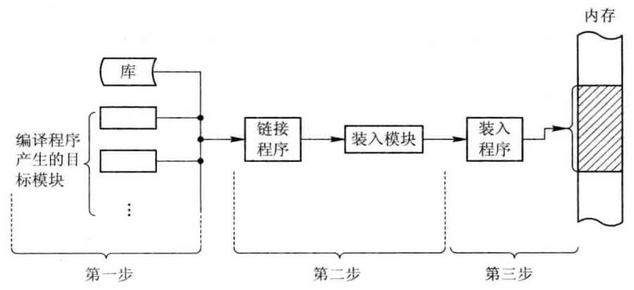 内存
库
编译程序
产生的目
标模块
链接
程序
装入模块
装入
程序
⋮
第一步
第二步
第三步